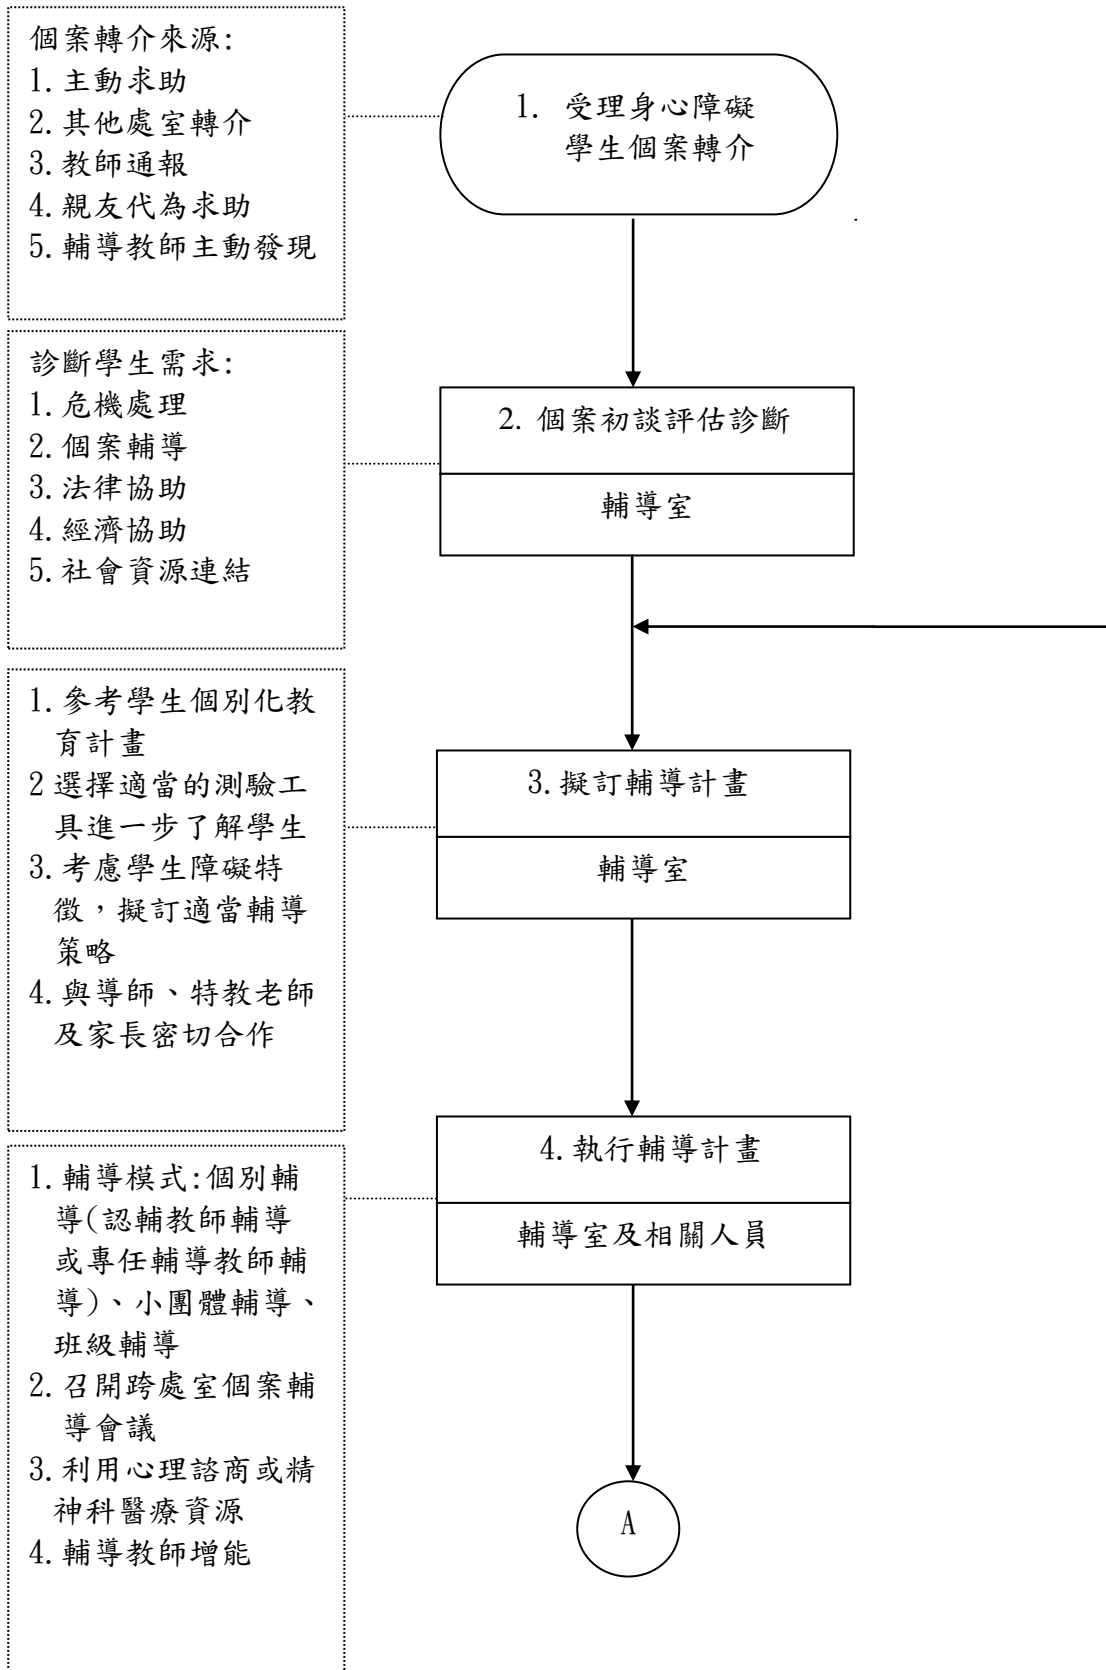 個案轉介來源:
1.主動求助
2.其他處室轉介
3.教師通報
4.親友代為求助
5.輔導教師主動發現
1. 受理身心障礙
學生個案轉介
診斷學生需求:
1.危機處理
2.個案輔導
3.法律協助
4.經濟協助
5.社會資源連結
2. 個案初談評估診斷
輔導室
1.參考學生個別化教
育計畫
2 選擇適當的測驗工
具進一步了解學生
3.考慮學生障礙特
徵，擬訂適當輔導
策略
4.與導師、特教老師
及家長密切合作
3.擬訂輔導計畫
輔導室
1.輔導模式:個別輔
導(認輔教師輔導
或專任輔導教師輔
導)、小團體輔導、
班級輔導
2.召開跨處室個案輔
導會議
3.利用心理諮商或精
神科醫療資源
4.輔導教師增能
4.執行輔導計畫
輔導室及相關人員
A